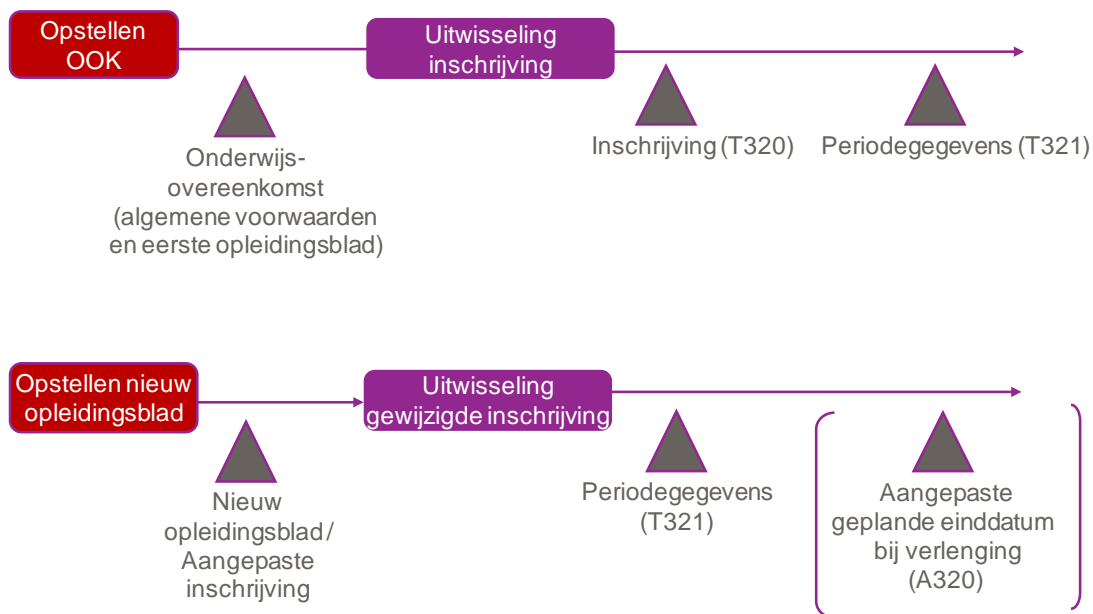 Opstellen
OOK
Uitwisseling
inschrijving
Onderwijs-
overeenkomst
(algemene voorwaarden
en eerste opleidingsblad)
Inschrijving (T320)
Periodegegevens (T321)
Opstellen nieuw
opleidingsblad
Uitwisseling
gewijzigde inschrijving
Nieuw
opleidingsblad /
Aangepaste
inschrijving
Periodegegevens
(T321)
Aangepaste
geplande einddatum
bij verlenging
(A320)